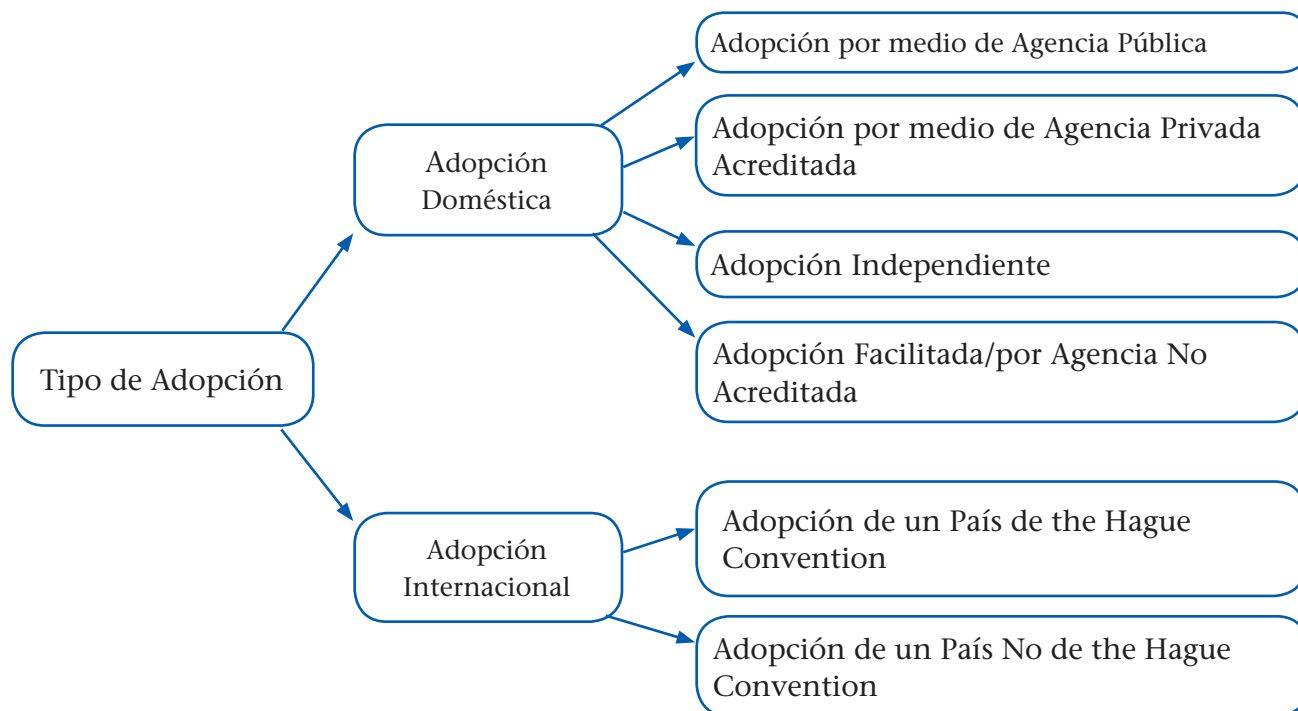 Tipo de Adopción
Adopción
Doméstica
Adopción por medio de Agencia Pública
Adopción por medio de Agencia Privada
Acreditada
Adopción Independiente
Adopción Facilitada/por Agencia No
Acreditada
Adopción
Internacional
Adopción de un País de the Hague
Convention
Adopción de un País No de the Hague
Convention